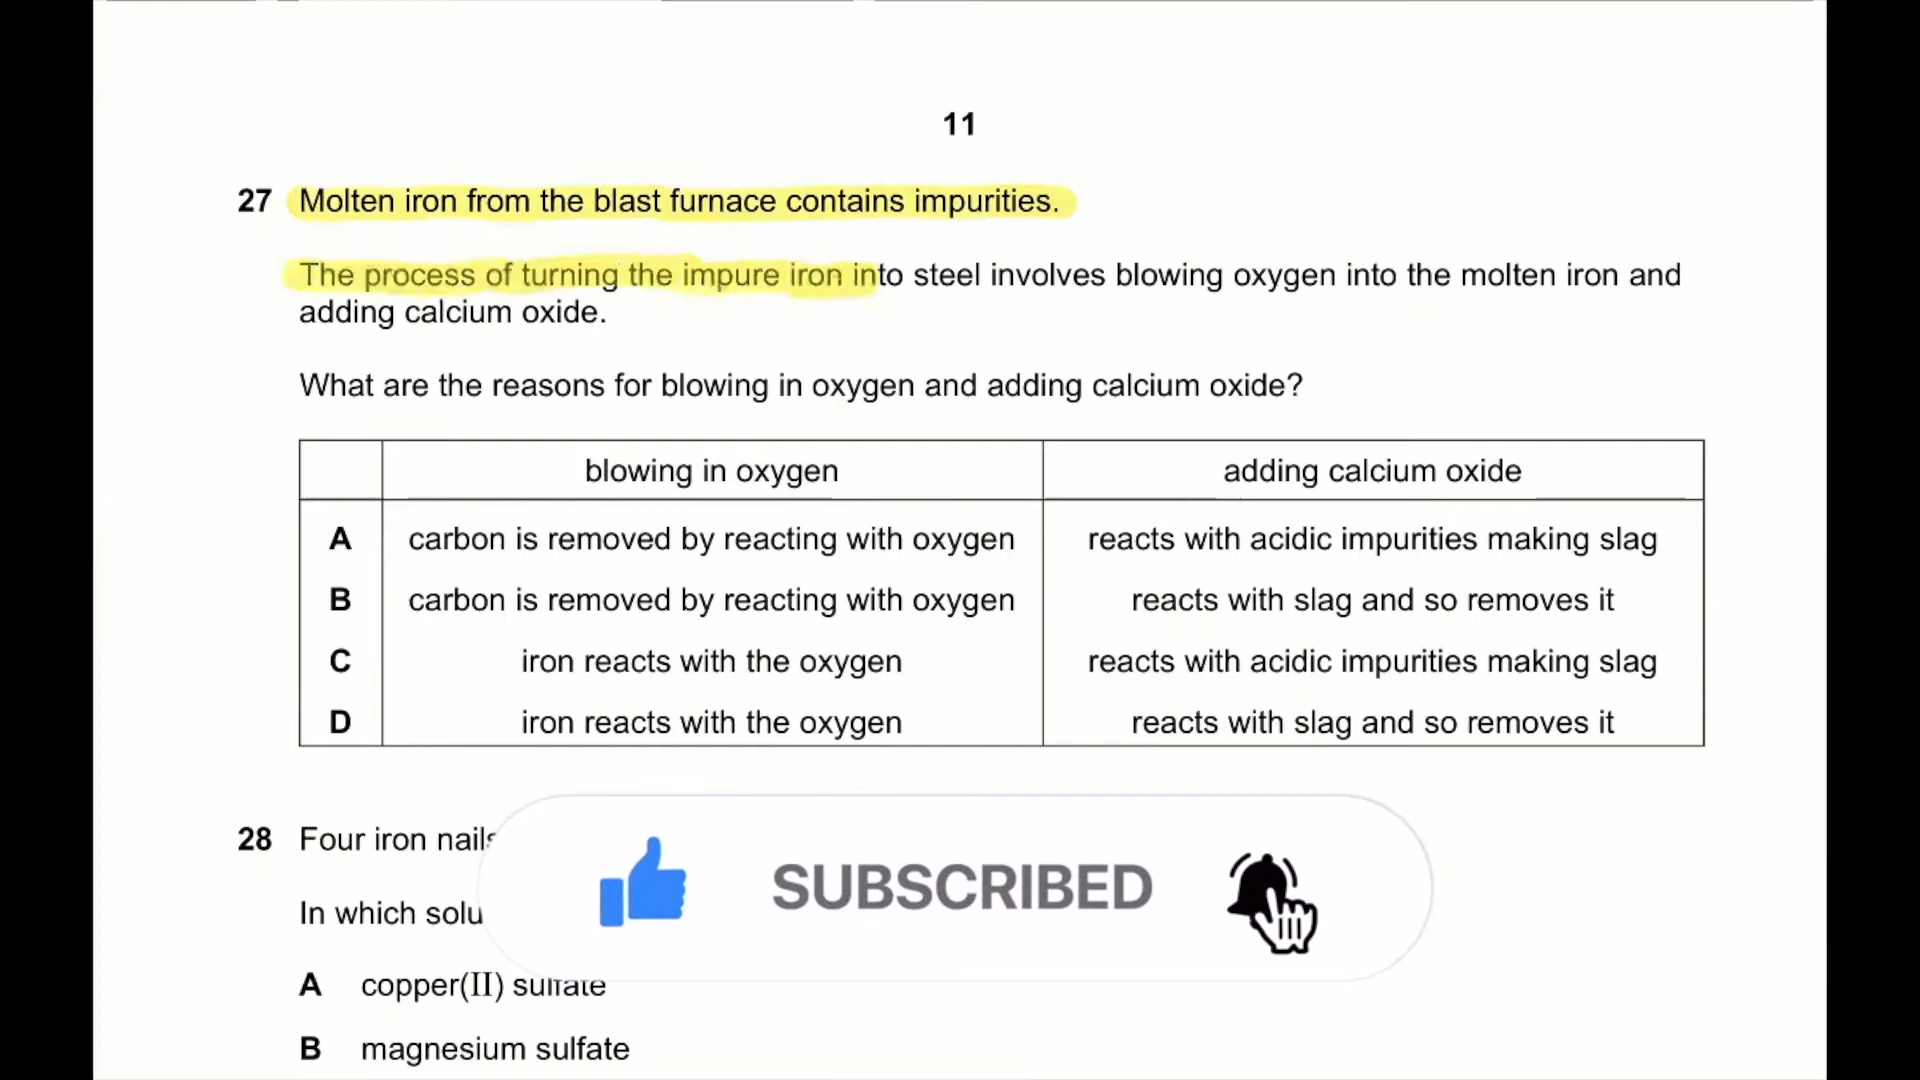 11
27 Molten iron from the blast furnace contains impurities.
The process of turning the impure iron into steel involves blowing oxygen into the molten iron and
adding calcium oxide.
What are the reasons for blowing in oxygen and adding calcium oxide?
blowing in oxygen adding calcium oxide
A carbon is removed by reacting with oxygen reacts with acidic impurities making slag
B carbon is removed by reacting with oxygen reacts with slag and so removes it
C iron reacts with the oxygen reacts with acidic impurities making slag
D iron reacts with the oxygen reacts with slag and so removes it
28 Four iron nails
SUBSCRIBED
In which solu
A copper(II) sulfate
B magnesium sulfate